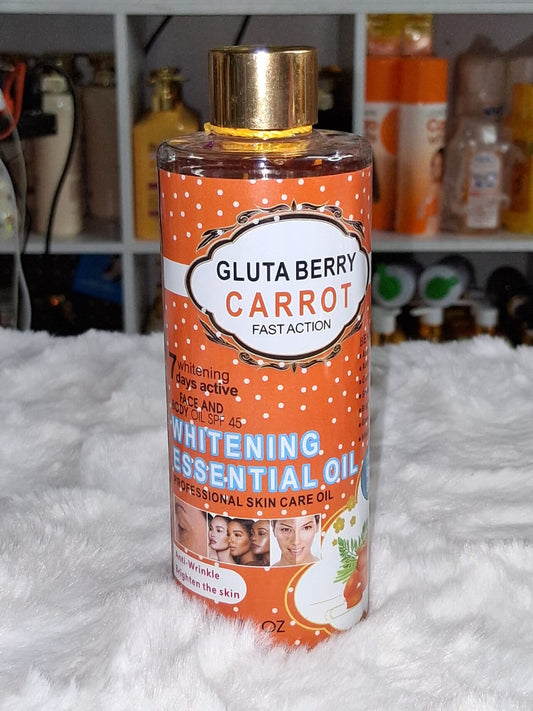 GLUTA BERRY
CARROT
FAST ACTION
7 whitening
days active
FACE AND
BODY OIL SPF 45
WHITENING
ESSENTIAL OIL
PROFESSIONAL SKIN CARE OIL
Anti-Wrinkle
Brighten the skin
OZ